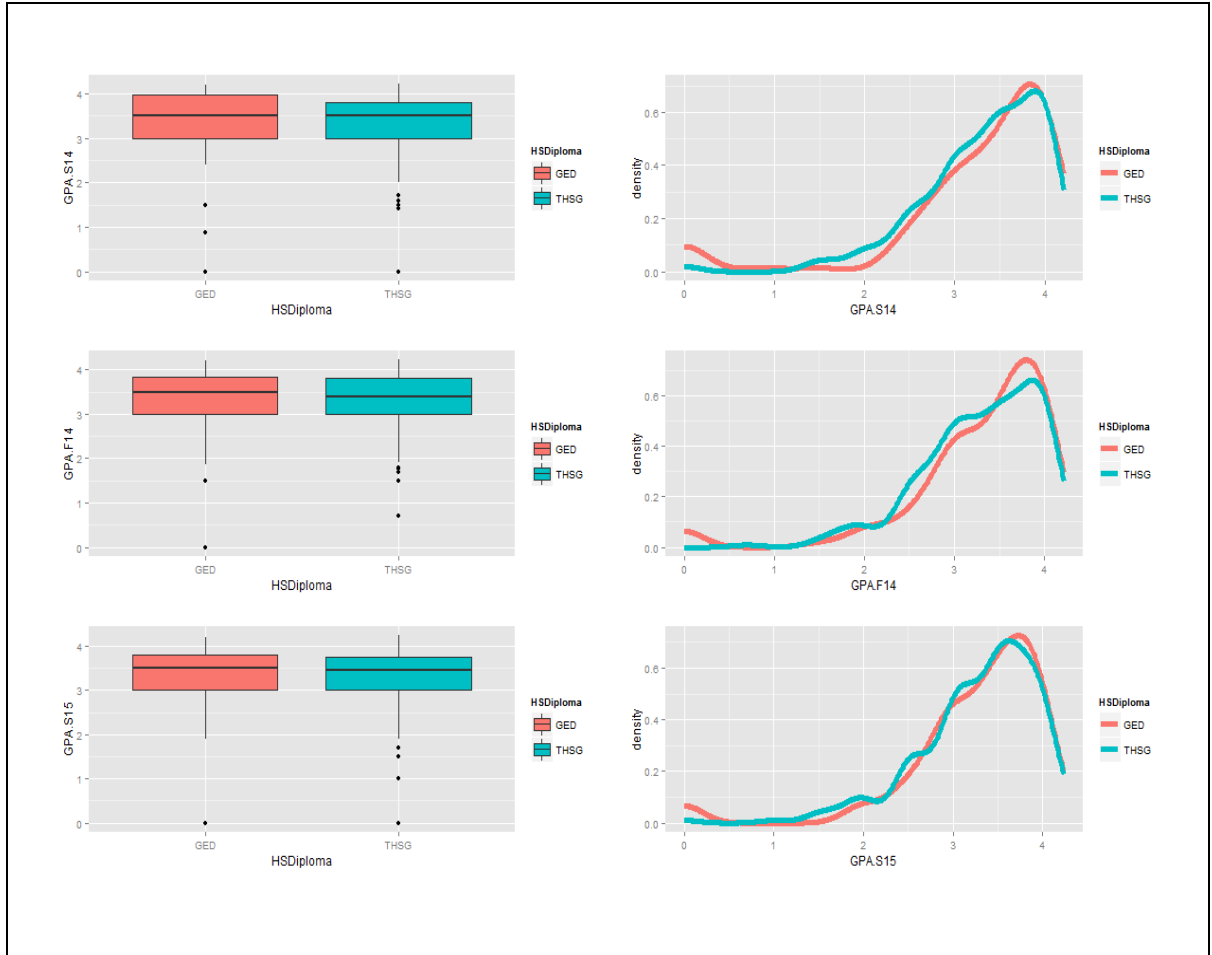 GPA.S14
4
3
2
1
0
GED
THSG
HSDiploma
HSDiploma
GED
THSG
density
0.6
0.4
0.2
0.0
0
1
2
3
4
GPA.S14
HSDiploma
GED
THSG
GPA.F14
4
3
2
1
0
GED
THSG
HSDiploma
HSDiploma
GED
THSG
density
0.6
0.4
0.2
0.0
0
1
2
3
4
GPA.F14
HSDiploma
GED
THSG
GPA.S15
4
3
2
1
0
GED
THSG
HSDiploma
HSDiploma
GED
THSG
density
0.6
0.4
0.2
0.0
0
1
2
3
4
GPA.S15
HSDiploma
GED
THSG